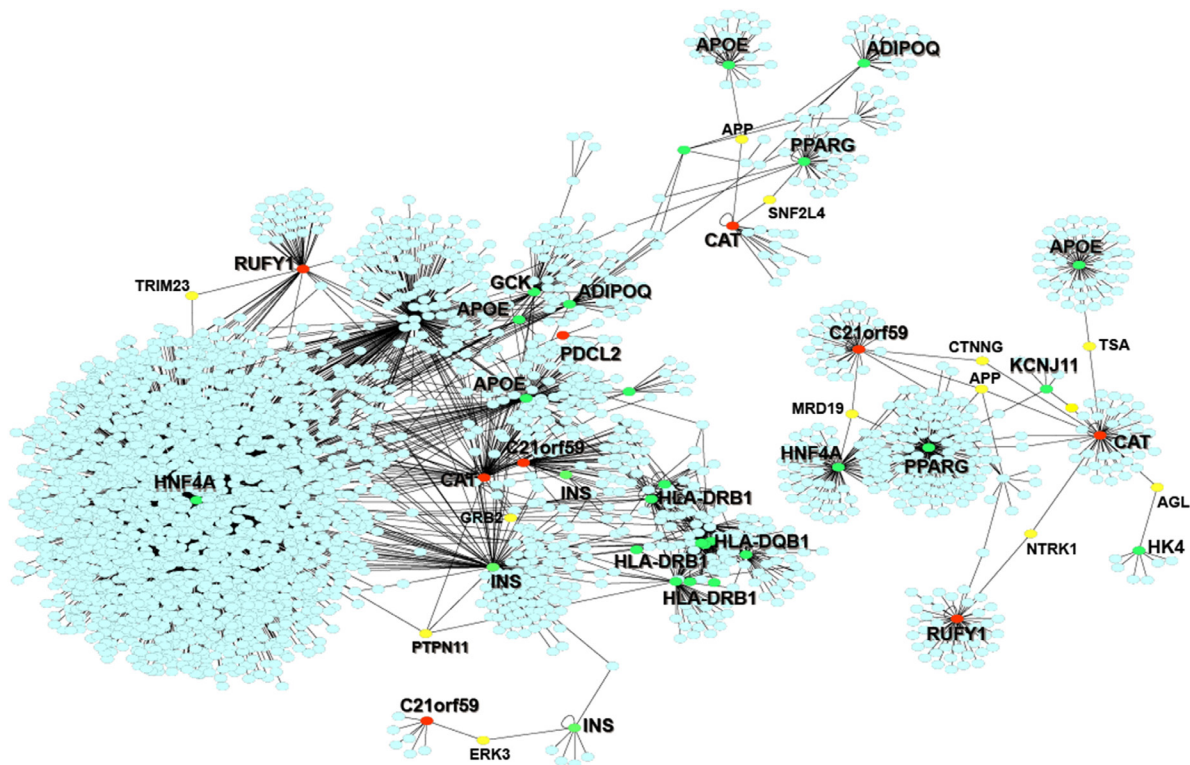 APOE
ADIPOQ
APP
PPARG
SNF2L4
CAT
RUFY1
TRIM23
GCK
ADIPOQ
APOE
PDCL2
APOE
C21orf59
CAT
INS
HNF4A
GRB2
HLA-DRB1
HLA-DQB1
HLA-DRB1
INS
HLA-DRB1
PTPN11
C21orf59
INS
ERK3
APOE
C21orf59
CTNNG
TSA
KCNJ11
APP
MRD19
CAT
HNF4A
PPARG
AGL
NTRK1
HK4
RUFY1